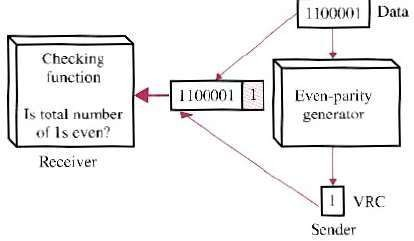 1100001 Data
Checking
function
Is total number
of 1s even?
Receiver
1100001 1
Even-parity
generator
1 VRC
Sender